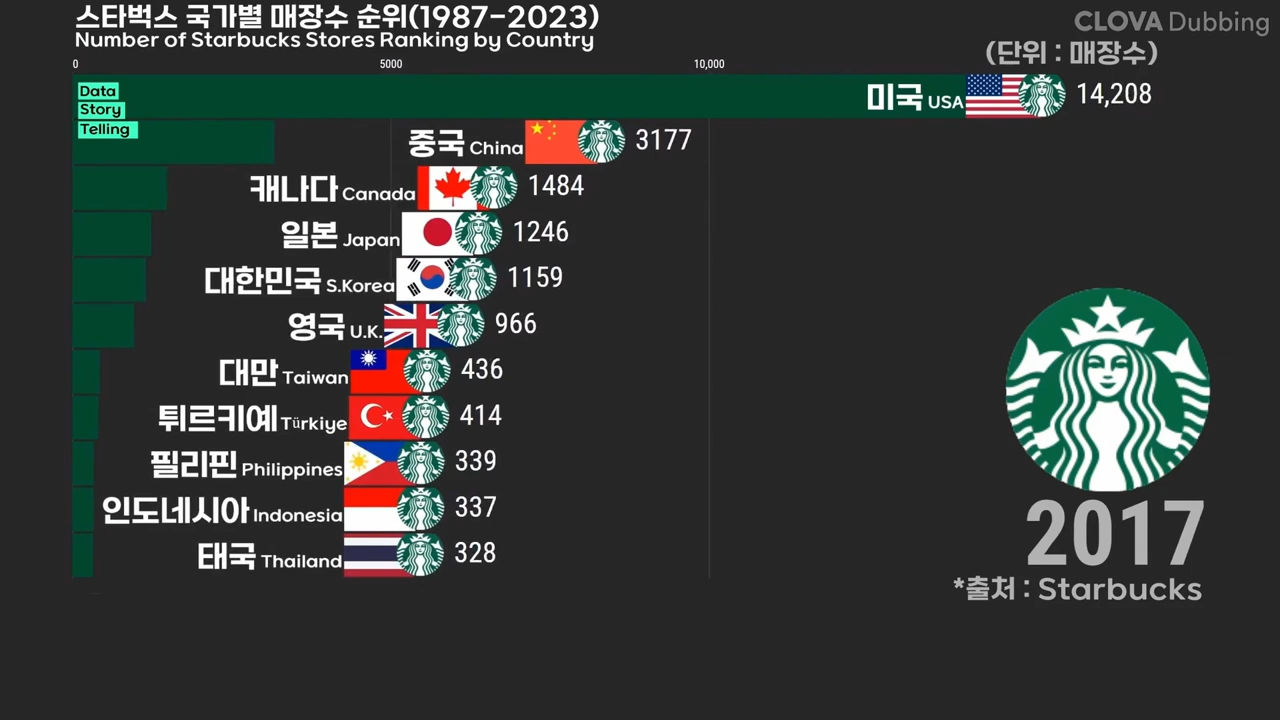 스타벅스 국가별 매장수 순위(1987-2023)
Number of Starbucks Stores Ranking by Country
CLOVA Dubbing
(단위 : 매장수)
0 5000 10,000
Data
Story
Telling
미국 USA 14,208
중국 China 3177
캐나다 Canada 1484
일본 Japan 1246
대한민국 S.Korea 1159
영국 U.K. 966
대만 Taiwan 436
튀르키예 Türkiye 414
필리핀 Philippines 339
인도네시아 Indonesia 337
태국 Thailand 328
2017
*출처 : Starbucks